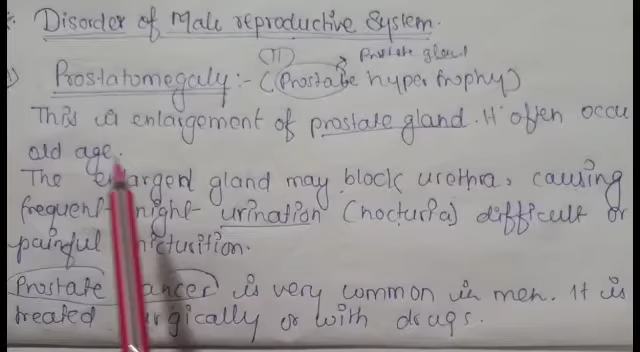 Disorder of Male reproductive System.
(II) Prostate gland
Prostatomegaly:- (Prostate hypertrophy)
This is enlargement of prostate gland. It often occu
old age.
The enlarged gland may block urethra, causing
frequent night urination (nocturia) difficult or
painful micturition.
Prostate cancer is very common in men. It is
treated surgically or with drugs.